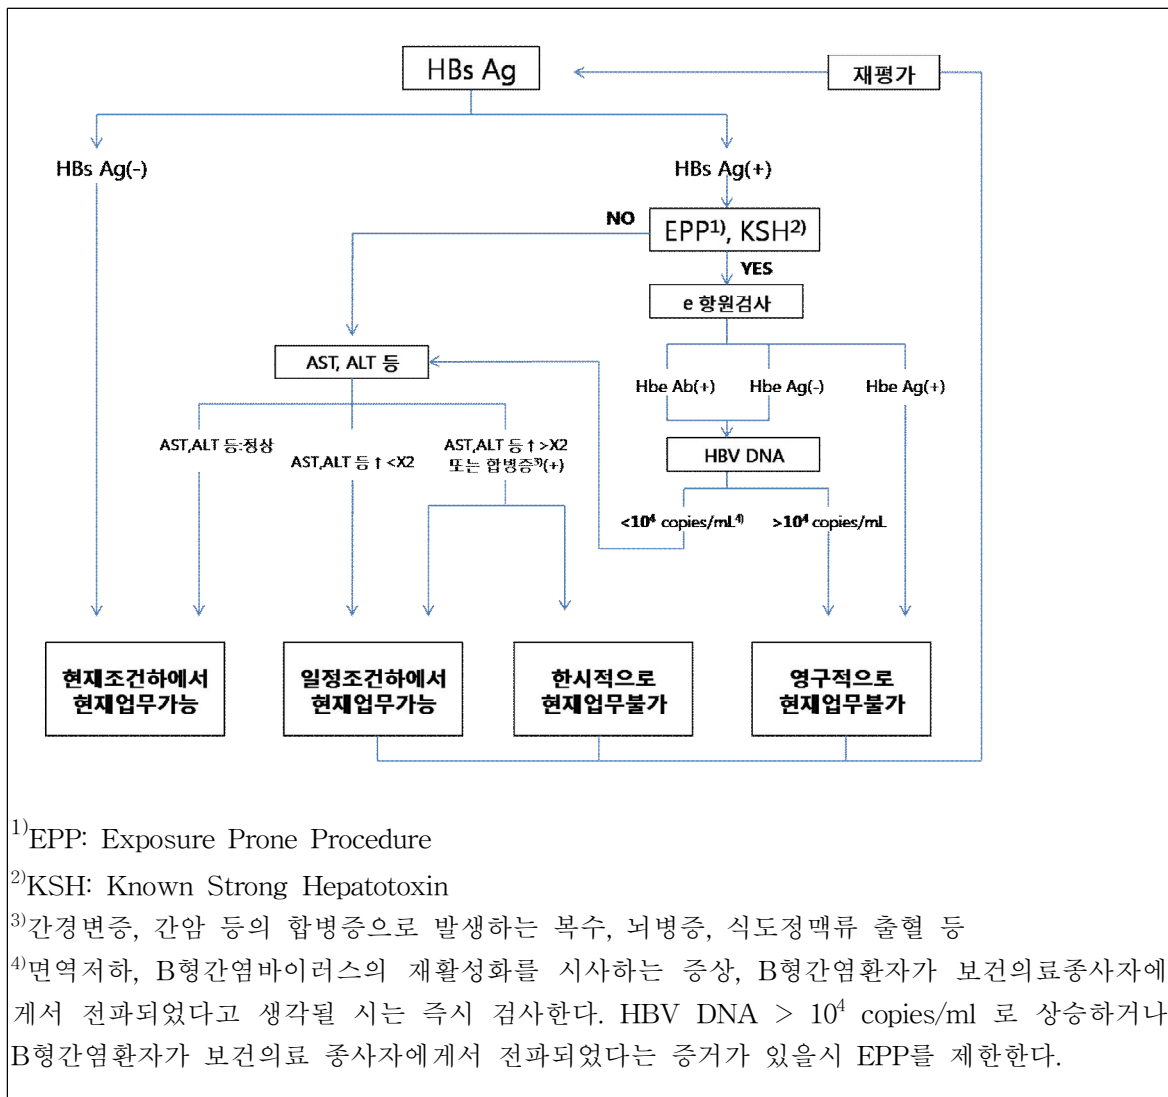 HBs Ag
재평가
HBs Ag(-)
HBs Ag(+)
NO
EPP¹⁾, KSH²⁾
YES
e 항원검사
AST, ALT 등
Hbe Ab(+)
Hbe Ag(-)
Hbe Ag(+)
AST,ALT 등:정상
AST,ALT 등↑<X2
AST,ALT 등↑>X2
또는 합병증³⁾(+)
HBV DNA
<10⁴ copies/mL⁴⁾
>10⁴ copies/mL
현재조건하에서
현재업무가능
일정조건하에서
현재업무가능
한시적으로
현재업무불가
영구적으로
현재업무불가
¹⁾EPP: Exposure Prone Procedure
²⁾KSH: Known Strong Hepatotoxin
³⁾간경변증, 간암 등의 합병증으로 발생하는 복수, 뇌병증, 식도정맥류 출혈 등
⁴⁾면역저하, B형간염바이러스의 재활성화를 시사하는 증상, B형간염환자가 보건의료종사자에
게서 전파되었다고 생각될 시는 즉시 검사한다. HBV DNA > 10⁴ copies/ml 로 상승하거나
B형간염환자가 보건의료 종사자에게서 전파되었다는 증거가 있을시 EPP를 제한한다.